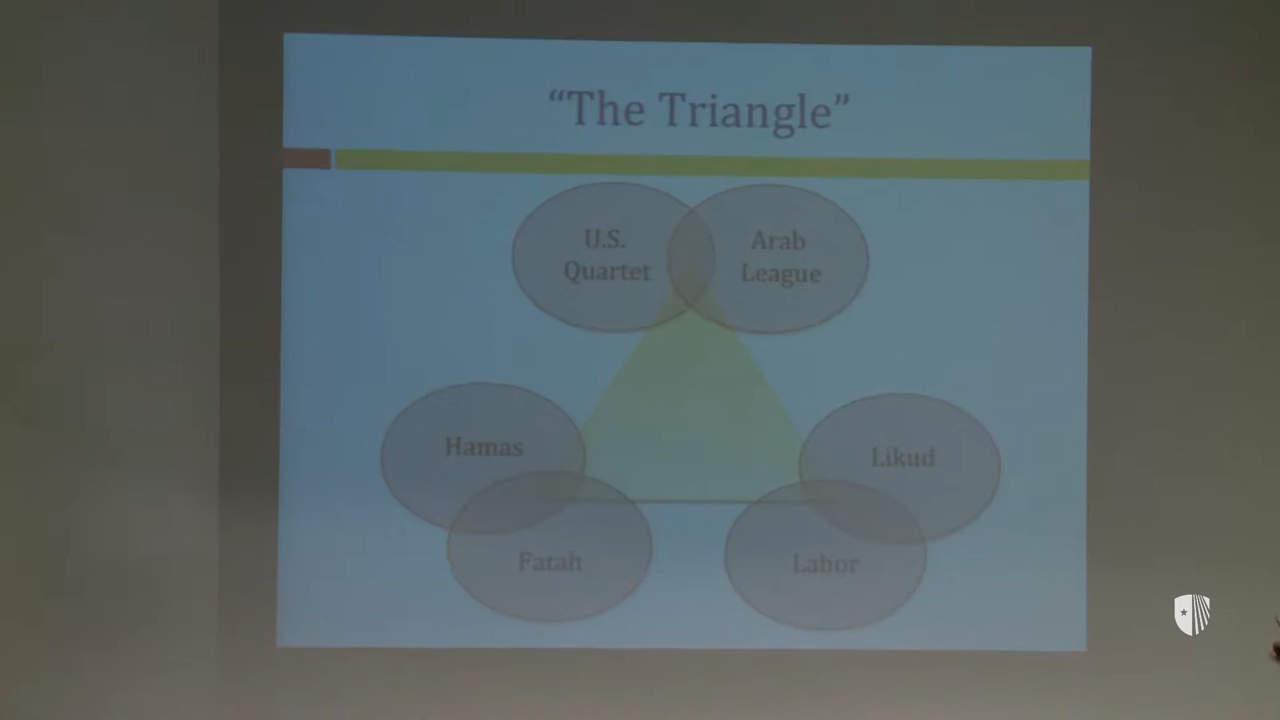 “The Triangle”
U.S.
Quartet
Arab
League
Hamas
Likud
Fatah
Labor